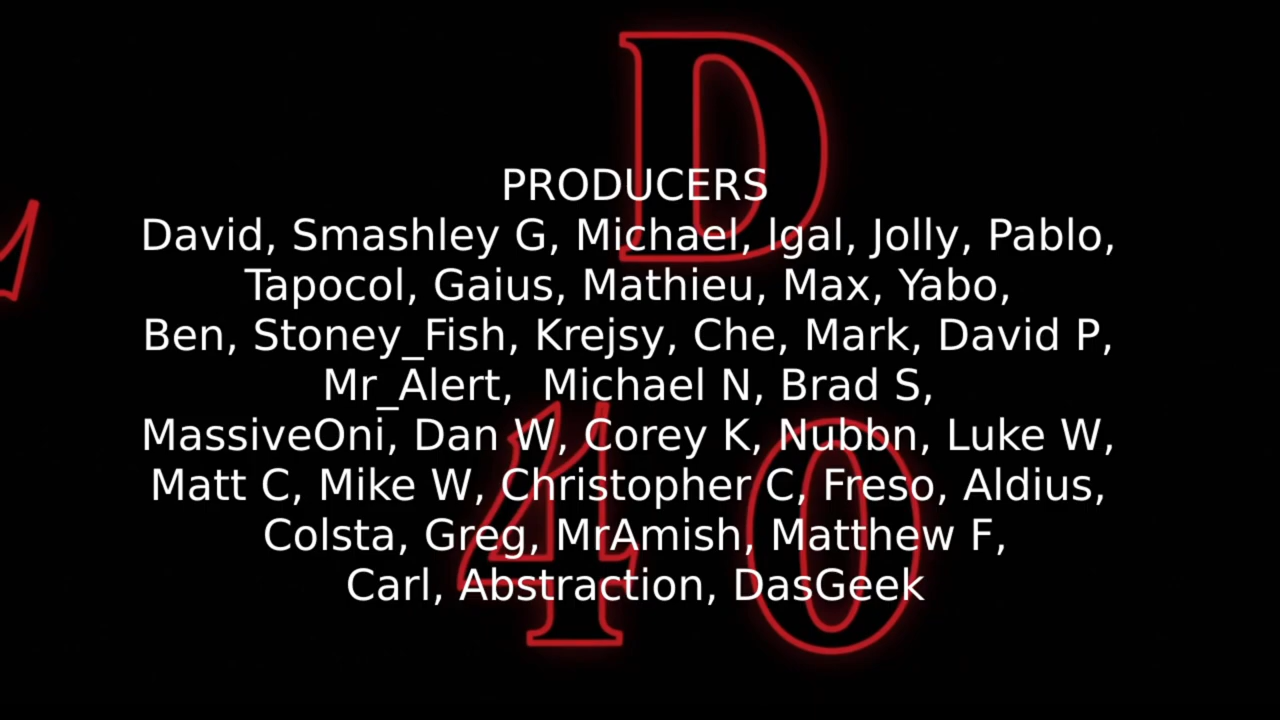 D
PRODUCERS
David, Smashley G, Michael, lgal, Jolly, Pablo,
Tapocol, Gaius, Mathieu, Max, Yabo,
Ben, Stoney_Fish, Krejsy, Che, Mark, David P,
Mr_Alert,  Michael N, Brad S,
MassiveOni, Dan W, Corey K, Nubbn, Luke W,
Matt C, Mike W, Christopher C, Freso, Aldius,
Colsta, Greg, MrAmish, Matthew F,
Carl, Abstraction, DasGeek
40